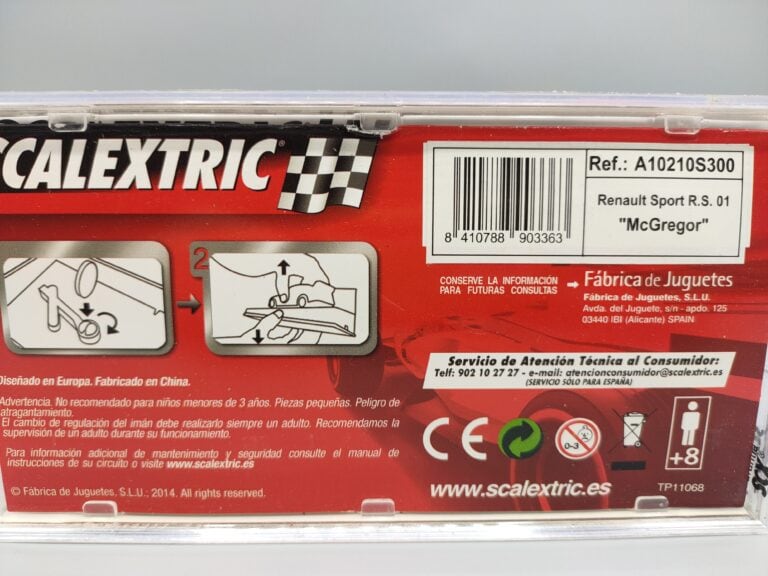 SCALEXTRIC
Ref.: A10210S300
Renault Sport R.S. 01
"McGregor"
8 410788 903363
CONSERVE LA INFORMACIÓN
PARA FUTURAS CONSULTAS
Fábrica de Juguetes
Fábrica de Juguetes, S.L.U.
Avda. del Juguete, s/n - apdo. 125
03440 IBI (Alicante) SPAIN
2
Servicio de Atención Técnica al Consumidor:
Telf: 902 10 27 27 - e-mail: atencionconsumidor@scalextric.es
(SERVICIO SÓLO PARA ESPAÑA)
Diseñado en Europa. Fabricado en China.
Advertencia. No recomendado para niños menores de 3 años. Piezas pequeñas. Peligro de
atragantamiento.
El cambio de regulación del imán debe realizarlo siempre un adulto. Recomendamos la
supervisión de un adulto durante su funcionamiento.
Para información adicional de mantenimiento y seguridad consulte el manual de
instrucciones de su circuito o visite www.scalextric.es
© Fábrica de Juguetes, S.L.U.; 2014. All rights reserved.
CE
0-3
+8
www.scalextric.es
TP11068